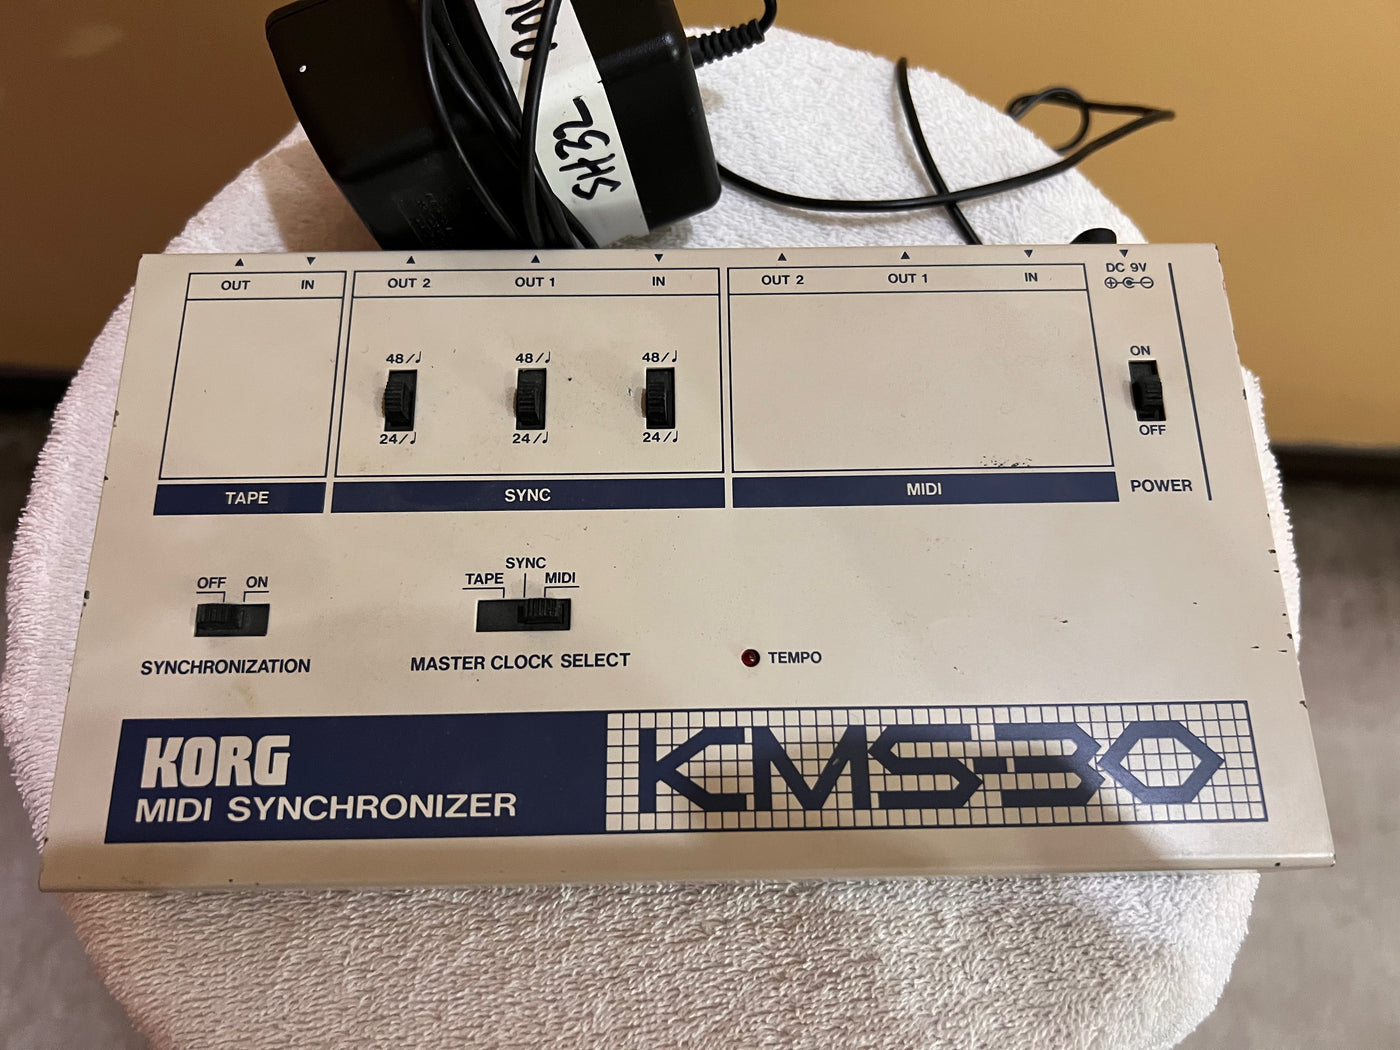 SH32
OUT IN
OUT 2 OUT 1 IN
OUT 2 OUT 1 IN
DC 9V
48/♩ 48/♩ 48/♩
ON
24/♩ 24/♩ 24/♩
OFF
TAPE SYNC MIDI POWER
OFF ON
TAPE SYNC MIDI
SYNCHRONIZATION MASTER CLOCK SELECT
TEMPO
KORG
MIDI SYNCHRONIZER
KMS-30